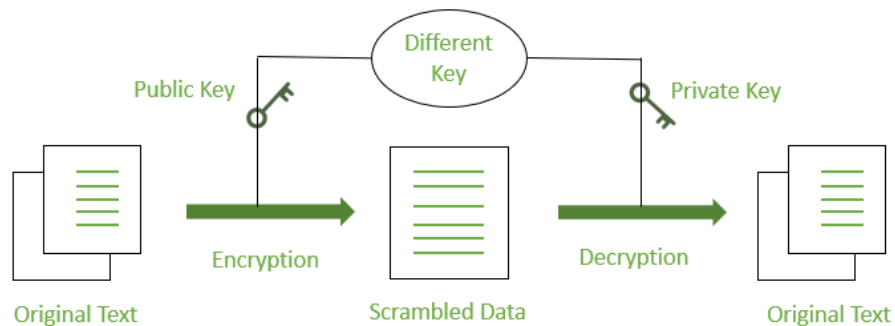 Different
Key
Public Key
Private Key
Encryption
Decryption
Original Text
Scrambled Data
Original Text